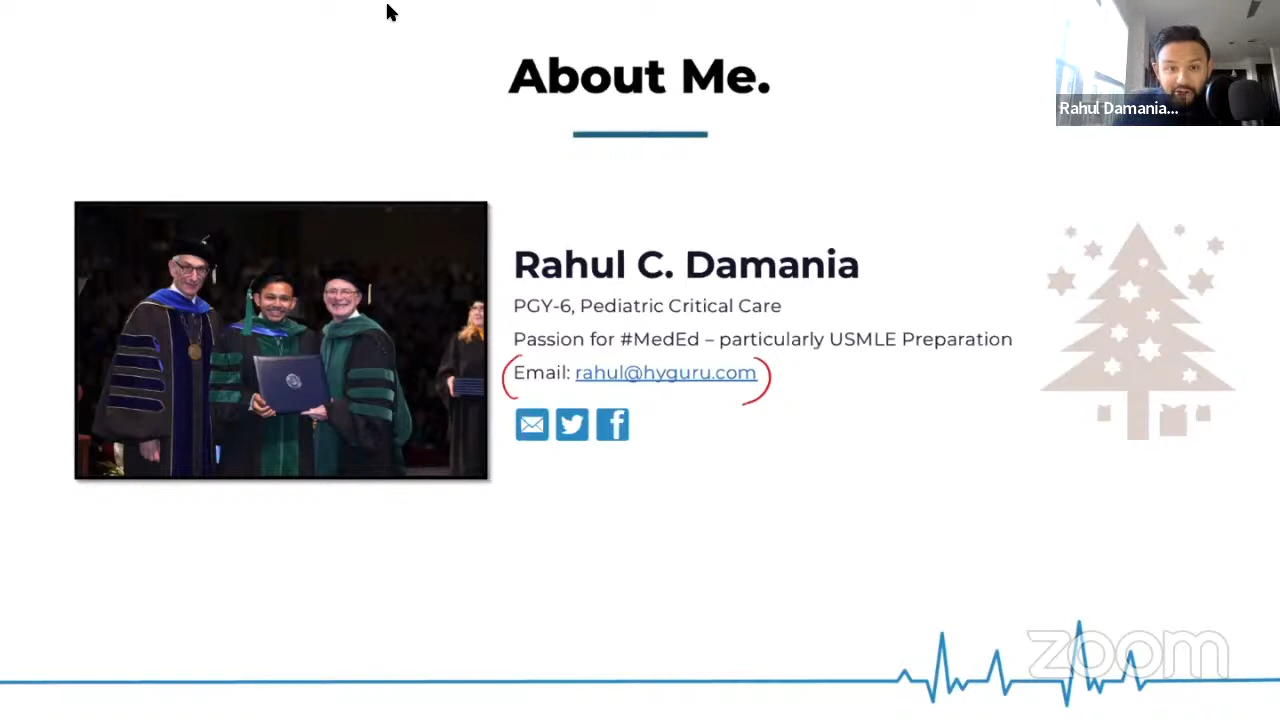 About Me.
Rahul Damania...
Rahul C. Damania
PGY-6, Pediatric Critical Care
Passion for #MedEd – particularly USMLE Preparation
Email: rahul@hyguru.com
zoom